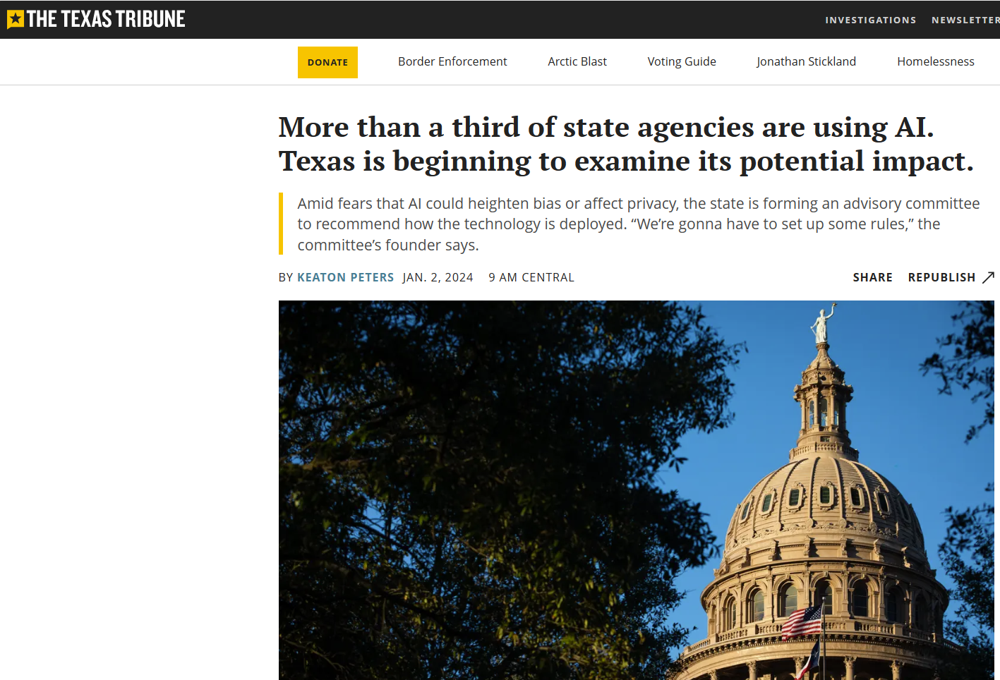 THE TEXAS TRIBUNE
INVESTIGATIONS NEWSLETTER
DONATE Border Enforcement Arctic Blast Voting Guide Jonathan Stickland Homelessness
More than a third of state agencies are using AI.
Texas is beginning to examine its potential impact.
Amid fears that AI could heighten bias or affect privacy, the state is forming an advisory committee
to recommend how the technology is deployed. “We’re gonna have to set up some rules,” the
committee’s founder says.
BY KEATON PETERS JAN. 2, 2024 9 AM CENTRAL SHARE REPUBLISH